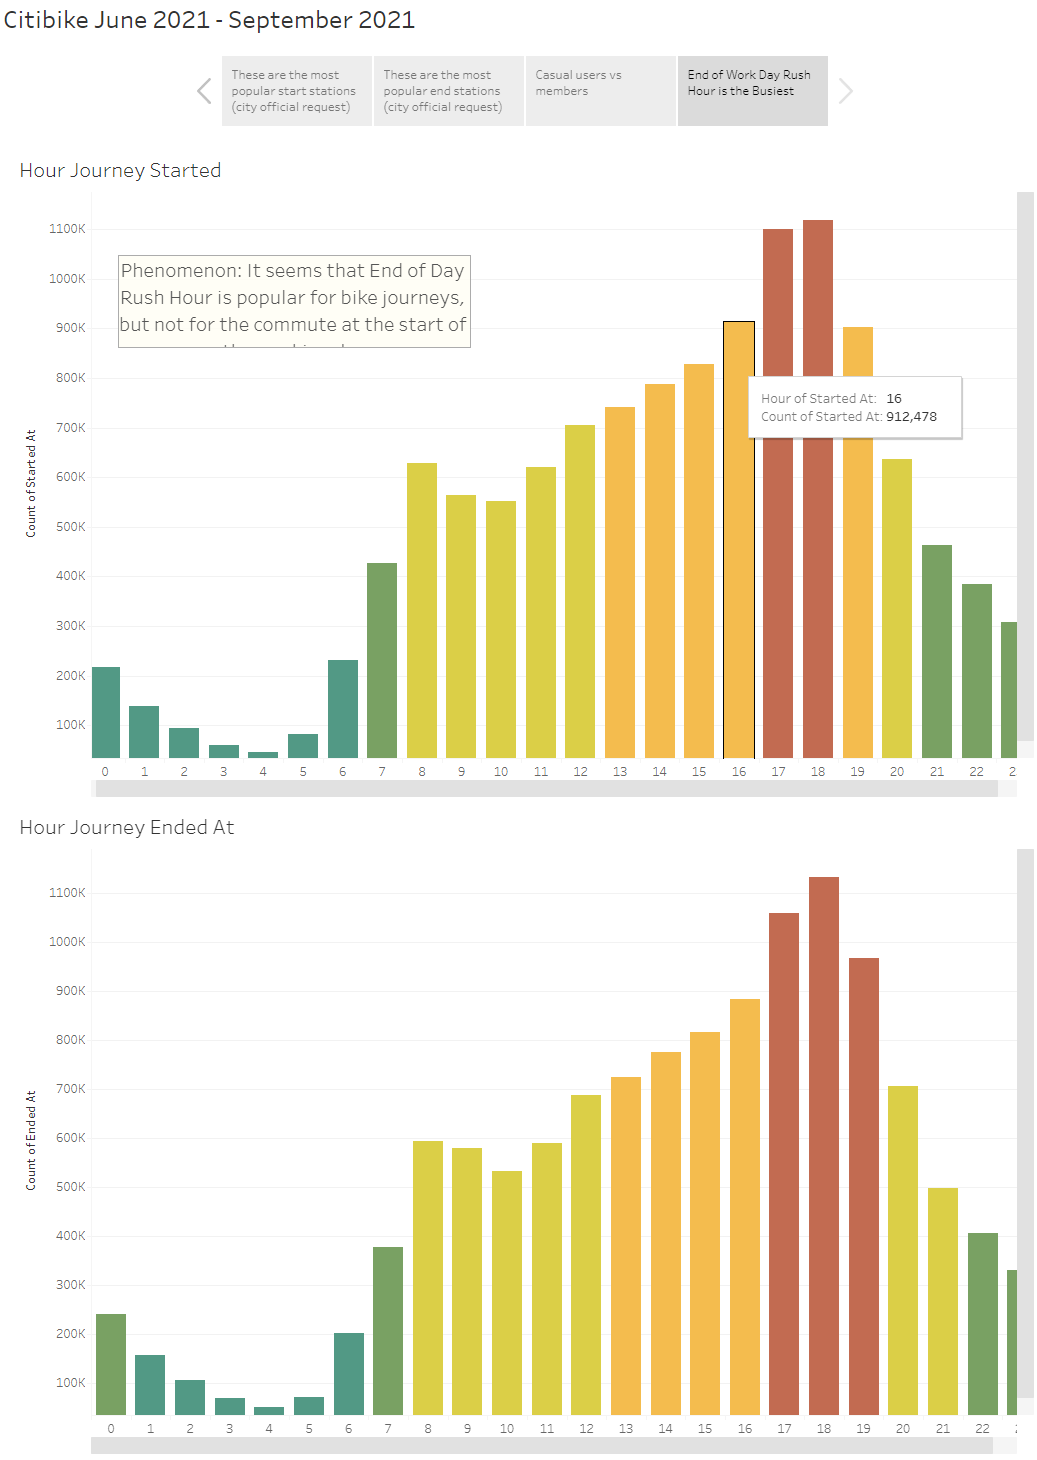 Citibike June 2021 - September 2021
These are the most
popular start stations
(city official request)
These are the most
popular end stations
(city official request)
Casual users vs
members
End of Work Day Rush
Hour is the Busiest
Hour Journey Started
1100K
1000K
900K
800K
700K
600K
500K
400K
300K
200K
100K
Count of Started At
Phenomenon: It seems that End of Day
Rush Hour is popular for bike journeys,
but not for the commute at the start of
Hour of Started At: 16
Count of Started At: 912,478
0 1 2 3 4 5 6 7 8 9 10 11 12 13 14 15 16 17 18 19 20 21 22
Hour Journey Ended At
1100K
1000K
900K
800K
700K
600K
500K
400K
300K
200K
100K
Count of Ended At
0 1 2 3 4 5 6 7 8 9 10 11 12 13 14 15 16 17 18 19 20 21 22